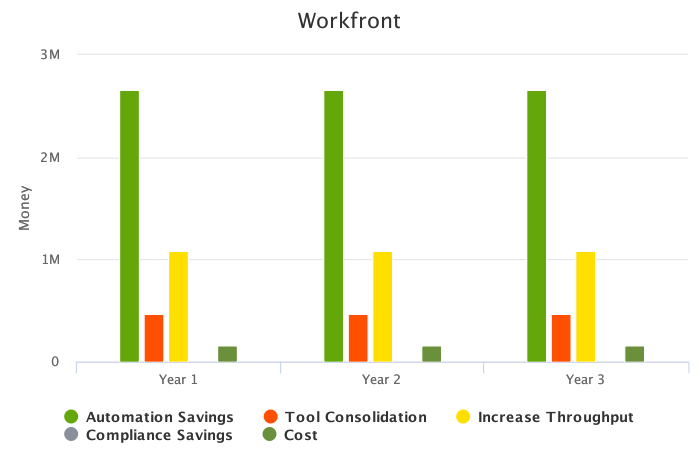 Workfront
3M
2M
1M
0
Money
Year 1
Year 2
Year 3
Automation Savings
Tool Consolidation
Increase Throughput
Compliance Savings
Cost